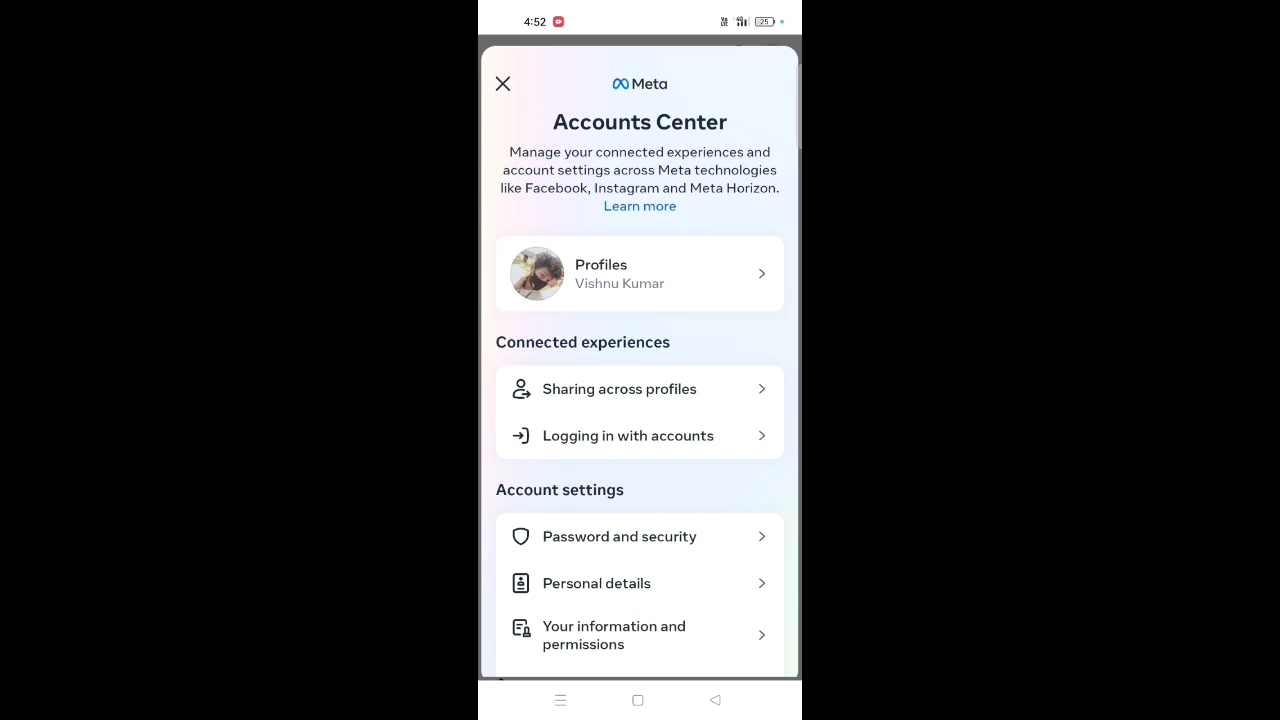 4:52
4G
25
Meta
Accounts Center
Manage your connected experiences and
account settings across Meta technologies
like Facebook, Instagram and Meta Horizon.
Learn more
Profiles
Vishnu Kumar
Connected experiences
Sharing across profiles
Logging in with accounts
Account settings
Password and security
Personal details
Your information and
permissions